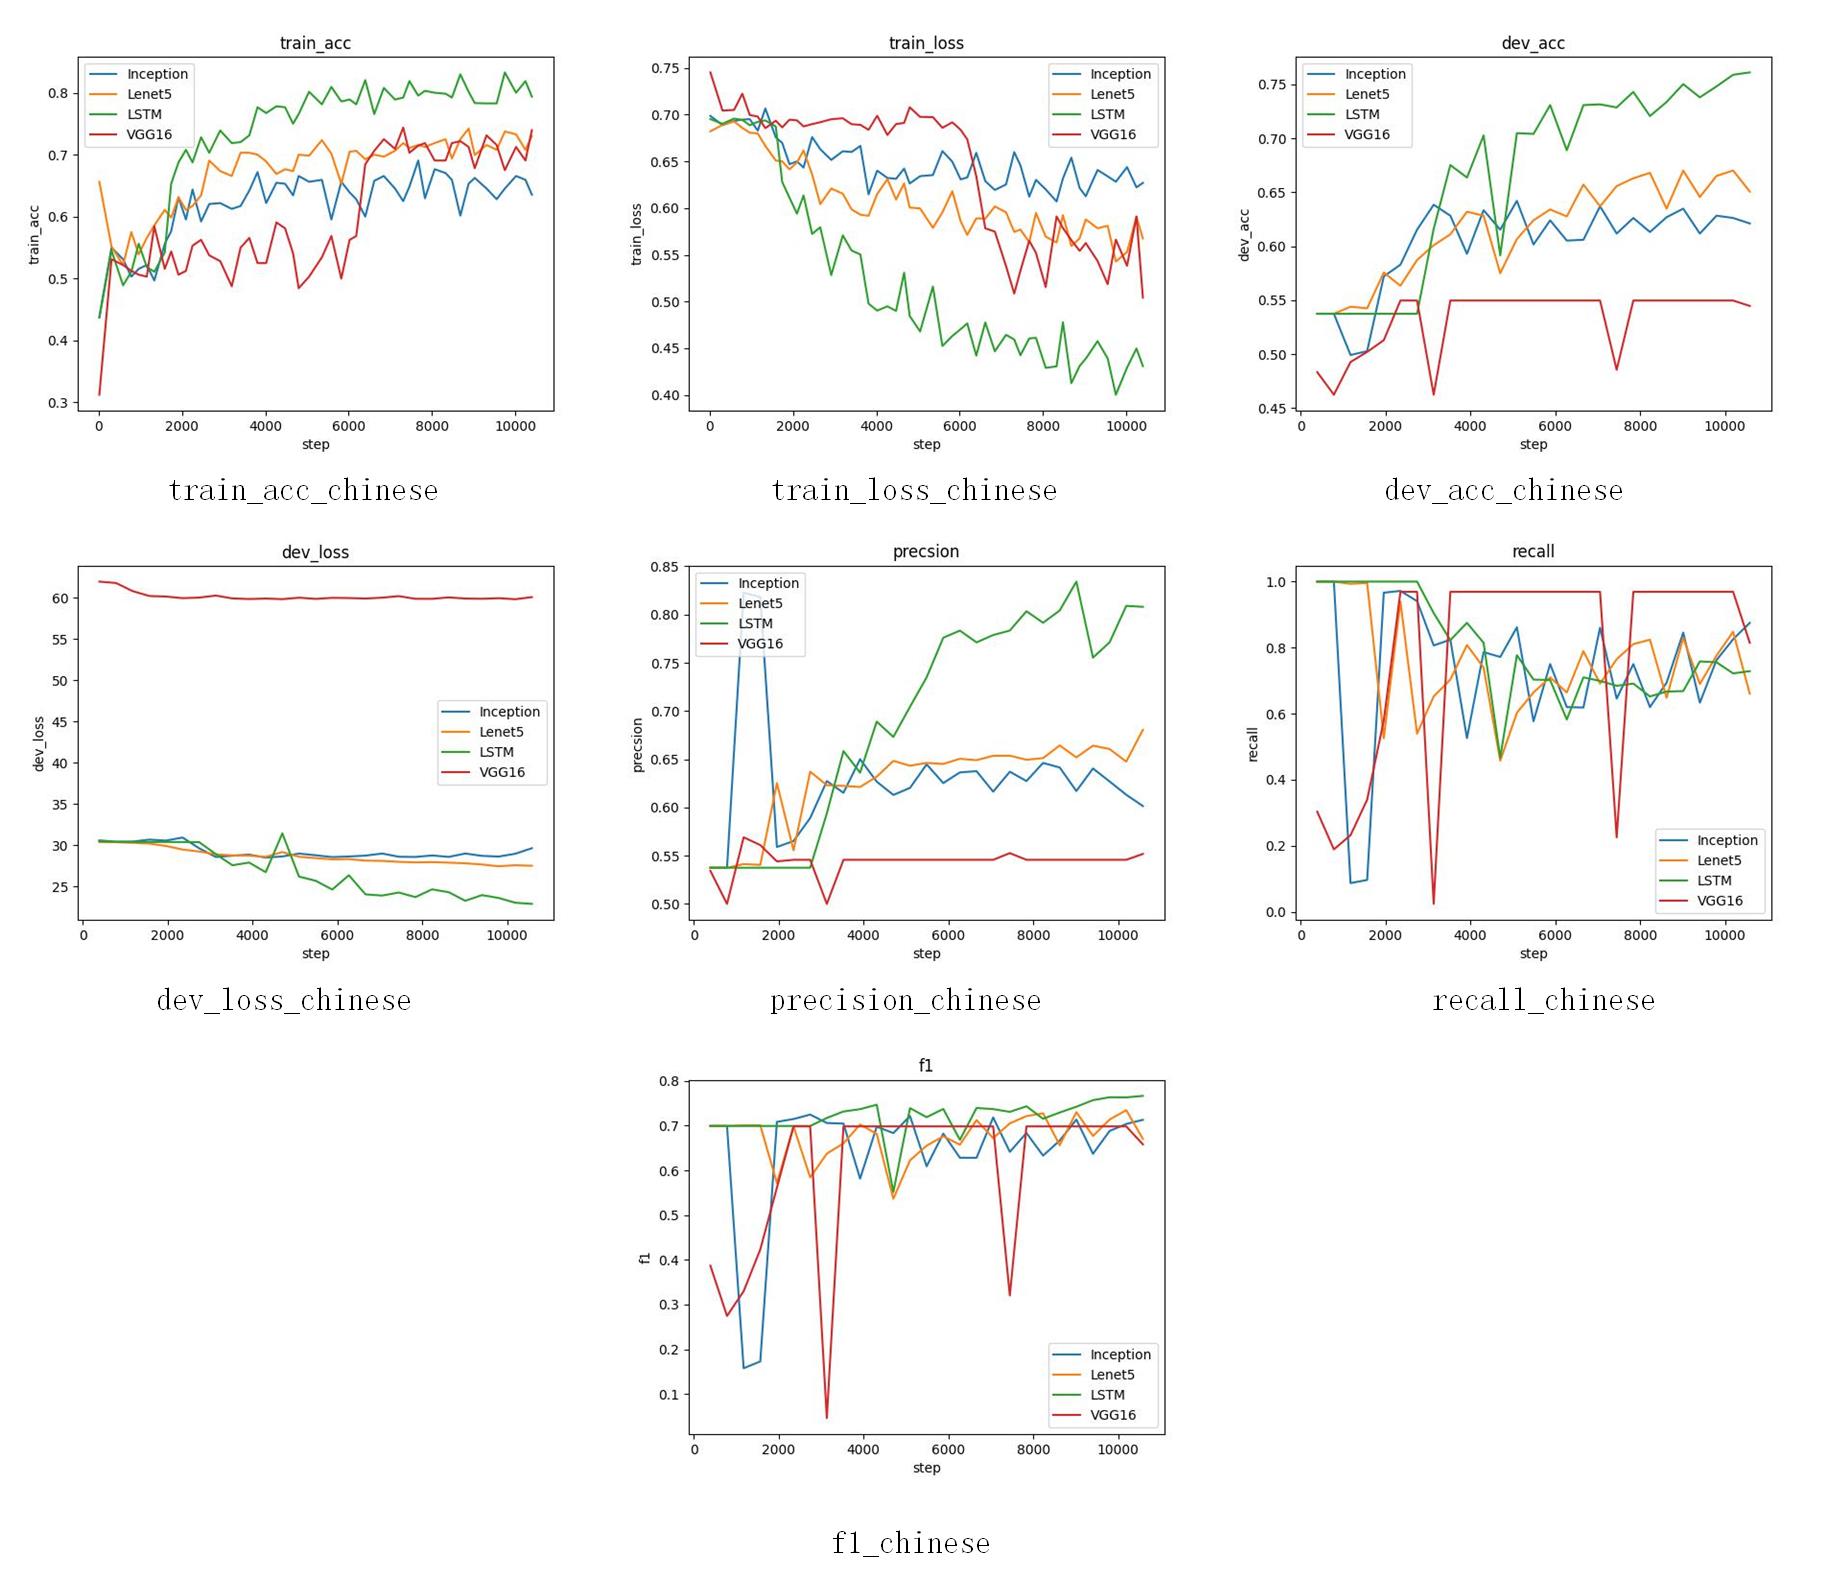 train_acc
Inception
Lenet5
LSTM
VGG16
train_acc
0.8
0.7
0.6
0.5
0.4
0.3
0 2000 4000 6000 8000 10000
step
train_acc_chinese
train_loss
Inception
Lenet5
LSTM
VGG16
train_loss
0.75
0.70
0.65
0.60
0.55
0.50
0.45
0.40
0 2000 4000 6000 8000 10000
step
train_loss_chinese
dev_acc
Inception
Lenet5
LSTM
VGG16
dev_acc
0.75
0.70
0.65
0.60
0.55
0.50
0.45
0 2000 4000 6000 8000 10000
step
dev_acc_chinese
dev_loss
Inception
Lenet5
LSTM
VGG16
dev_loss
60
55
50
45
40
35
30
25
0 2000 4000 6000 8000 10000
step
dev_loss_chinese
precsion
Inception
Lenet5
LSTM
VGG16
precsion
0.85
0.80
0.75
0.70
0.65
0.60
0.55
0.50
0 2000 4000 6000 8000 10000
step
precision_chinese
recall
Inception
Lenet5
LSTM
VGG16
recall
1.0
0.8
0.6
0.4
0.2
0.0
0 2000 4000 6000 8000 10000
step
recall_chinese
f1
Inception
Lenet5
LSTM
VGG16
f1
0.8
0.7
0.6
0.5
0.4
0.3
0.2
0.1
0 2000 4000 6000 8000 10000
step
f1_chinese